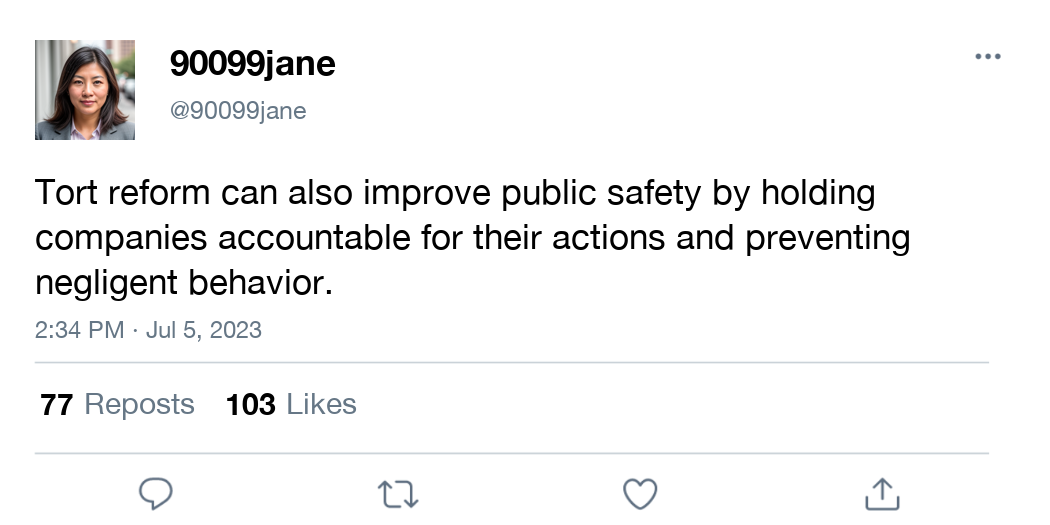 90099jane
@90099jane
Tort reform can also improve public safety by holding
companies accountable for their actions and preventing
negligent behavior.
2:34 PM · Jul 5, 2023
77 Reposts 103 Likes